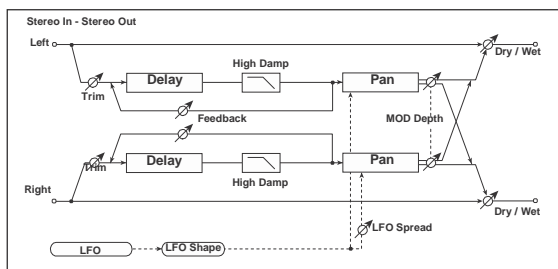 Stereo In - Stereo Out
Left
Dry / Wet
High Damp
Delay
Pan
Trim
Feedback
MOD Depth
Trim
Delay
Pan
High Damp
Right
Dry / Wet
LFO Spread
LFO
LFO Shape